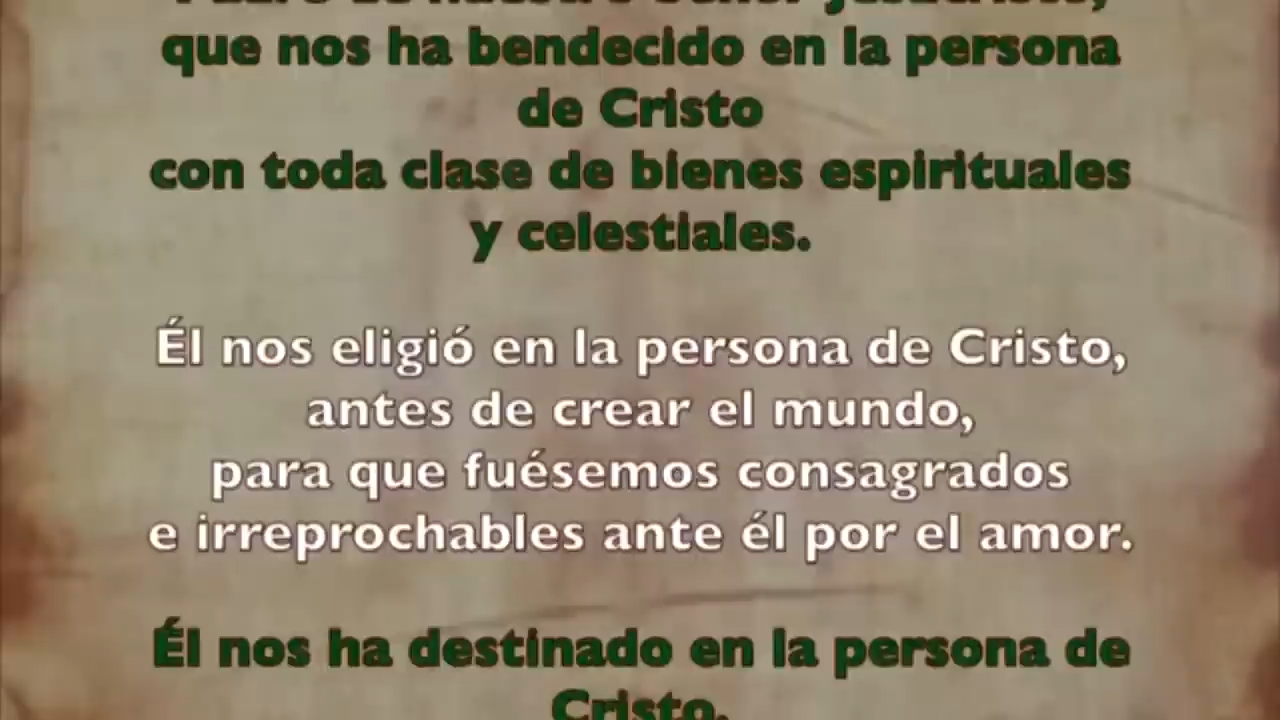 que nos ha bendecido en la persona
de Cristo
con toda clase de bienes espirituales
y celestiales.
Él nos eligió en la persona de Cristo,
antes de crear el mundo,
para que fuésemos consagrados
e irreprochables ante él por el amor.
Él nos ha destinado en la persona de
Cristo,